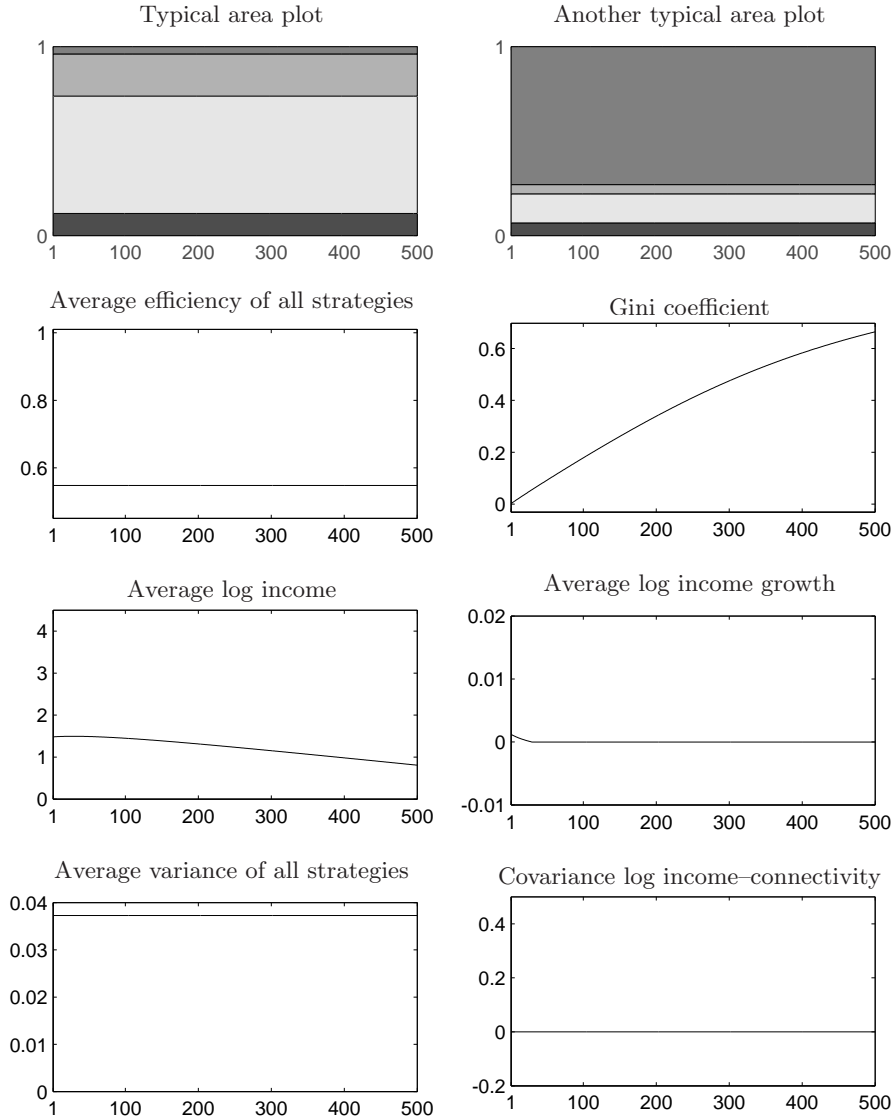 Typical area plot
1
0
1 100 200 300 400 500
Another typical area plot
1
0
1 100 200 300 400 500
Average efficiency of all strategies
1
0.8
0.6
1 100 200 300 400 500
Gini coefficient
0.6
0.4
0.2
0
1 100 200 300 400 500
Average log income
4
3
2
1
0
1 100 200 300 400 500
Average log income growth
0.02
0.01
0
-0.01
1 100 200 300 400 500
Average variance of all strategies
0.04
0.03
0.02
0.01
0
1 100 200 300 400 500
Covariance log income–connectivity
0.4
0.2
0
-0.2
1 100 200 300 400 500